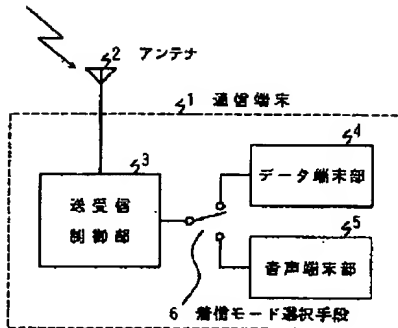 2 アンテナ
1 通信端末
3
送受信
制御部
4
データ端末部
5
音声端末部
6 着信モード選択手段